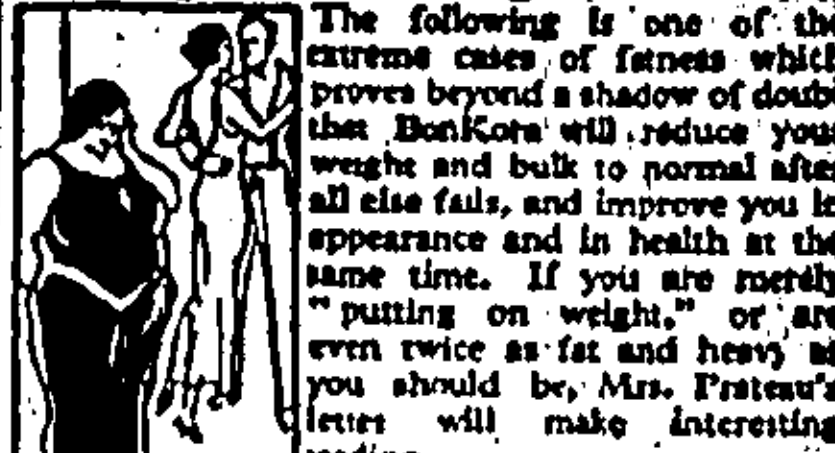 The following is one of the
extreme cases of fatness which
proves beyond a shadow of doubt
that BonKora will reduce your
weight and bulk to normal after
all else fails, and improve you in
appearance and in health at the
same time. If you are merely
"putting on weight," or are
even twice as fat and heavy as
you should be, Mrs.
letter will make interesting